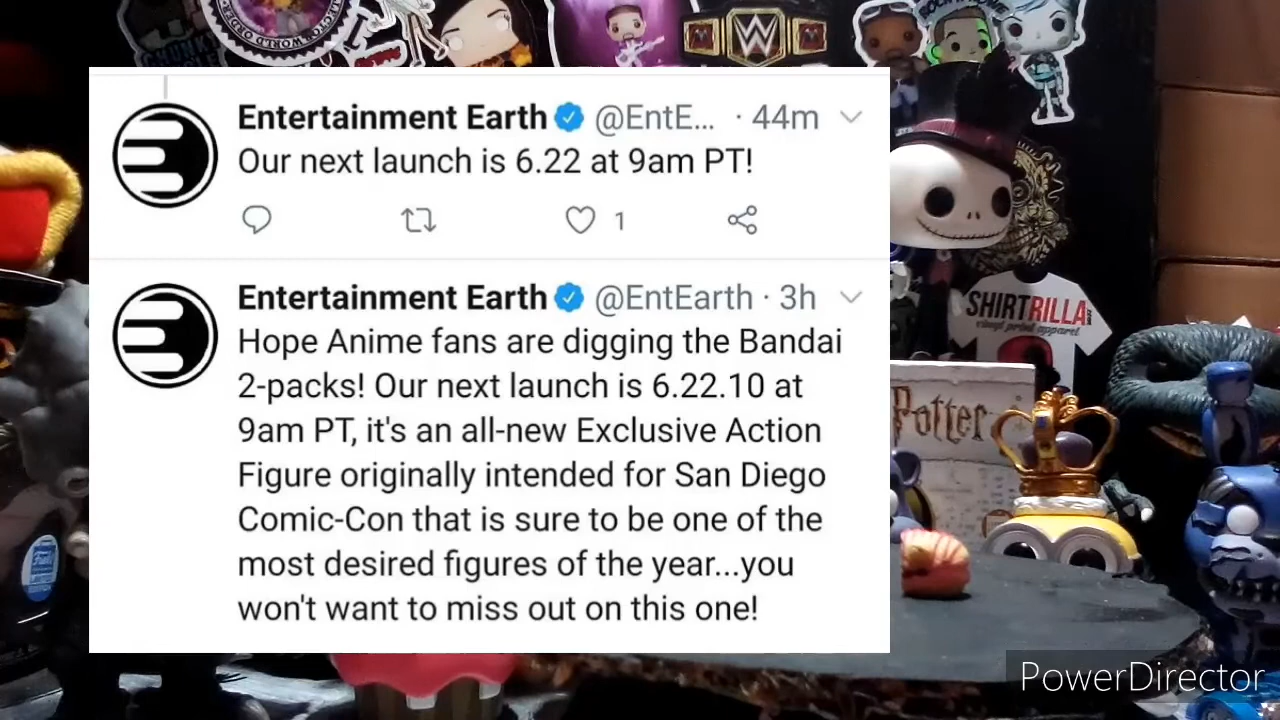 Entertainment Earth @EntE... · 44m
Our next launch is 6.22 at 9am PT!
1
Entertainment Earth @EntEarth · 3h
Hope Anime fans are digging the Bandai
2-packs! Our next launch is 6.22.10 at
9am PT, it's an all-new Exclusive Action
Figure originally intended for San Diego
Comic-Con that is sure to be one of the
most desired figures of the year...you
won't want to miss out on this one!
SHIRTRILLA
Potter
Funko
PowerDirector